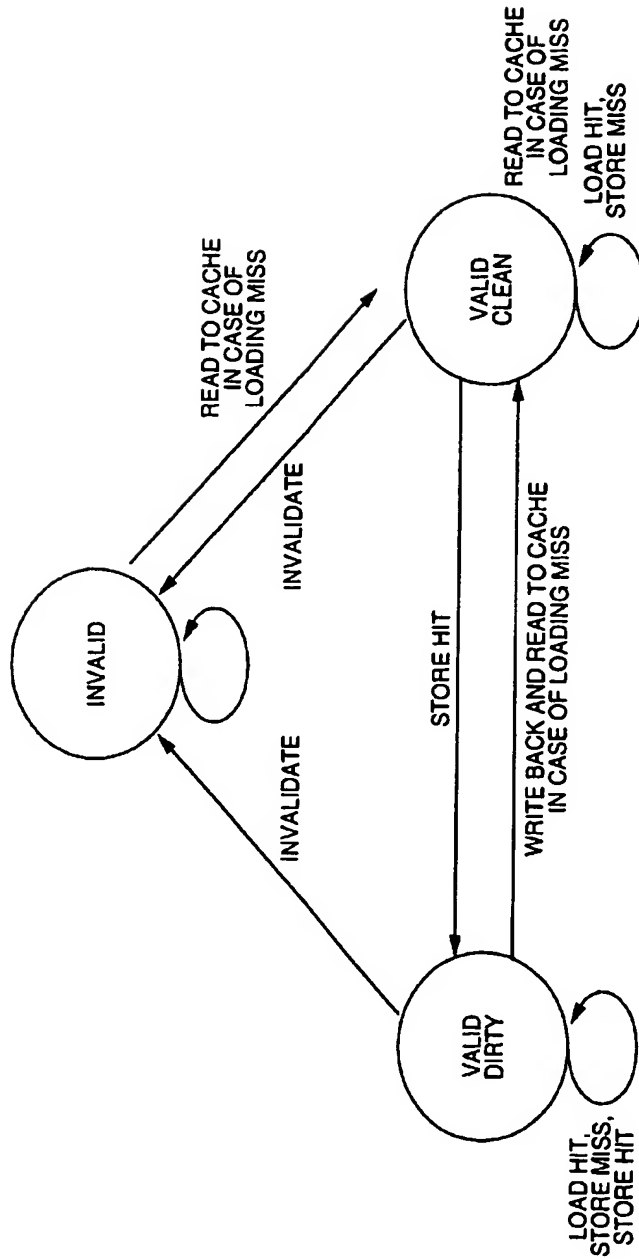 INVALID
READ TO CACHE
IN CASE OF
LOADING MISS
INVALIDATE
INVALIDATE
STORE HIT
WRITE BACK AND READ TO CACHE
IN CASE OF LOADING MISS
VALID
DIRTY
VALID
CLEAN
LOAD HIT,
STORE MISS,
STORE HIT
READ TO CACHE
IN CASE OF
LOADING MISS
LOAD HIT,
STORE MISS